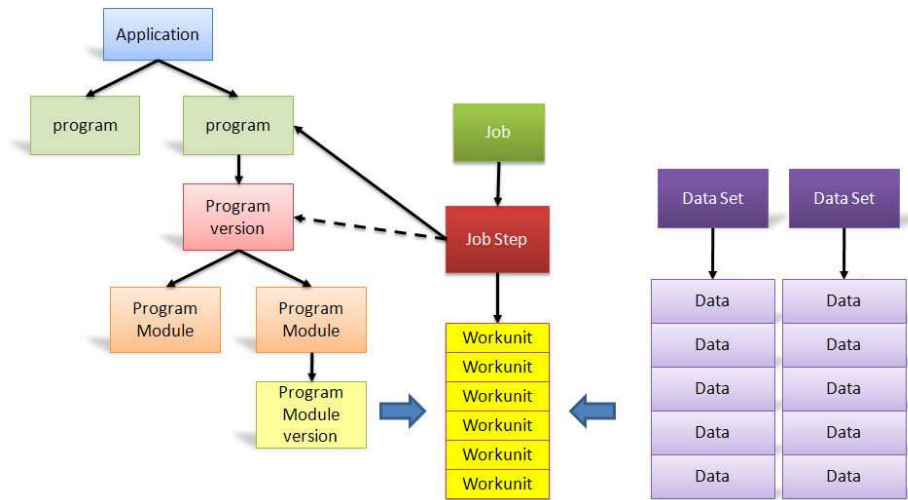 Application
program
program
Program
version
Program
Module
Program
Module
Program
Module
version
Job
Job Step
Workunit
Workunit
Workunit
Workunit
Workunit
Workunit
Data Set
Data Set
Data
Data
Data
Data
Data
Data
Data
Data
Data
Data